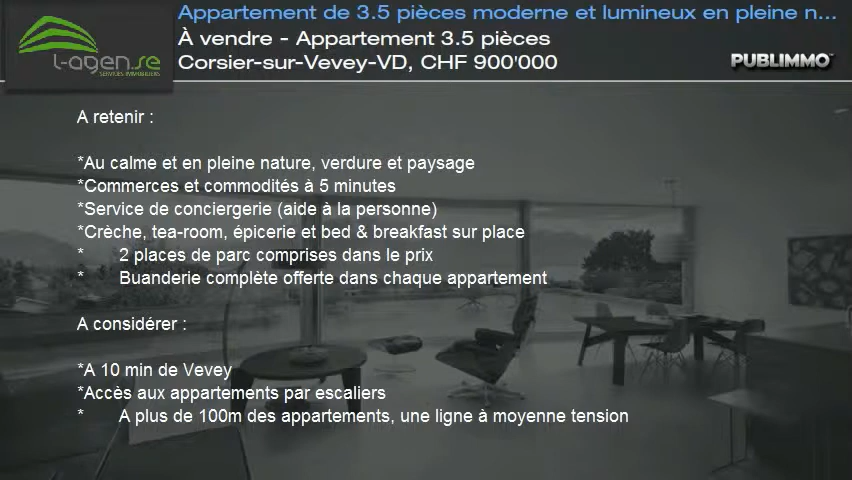 Appartement de 3.5 pièces moderne et lumineux en pleine n...
À vendre - Appartement 3.5 pièces
Corsier-sur-Vevey-VD, CHF 900'000
l-agence
SERVICES IMMOBILIERS
PUBLIMMO
A retenir :
*Au calme et en pleine nature, verdure et paysage
*Commerces et commodités à 5 minutes
*Service de conciergerie (aide à la personne)
*Crèche, tea-room, épicerie et bed & breakfast sur place
* 2 places de parc comprises dans le prix
* Buanderie complète offerte dans chaque appartement
A considérer :
*A 10 min de Vevey
*Accès aux appartements par escaliers
* A plus de 100m des appartements, une ligne à moyenne tension